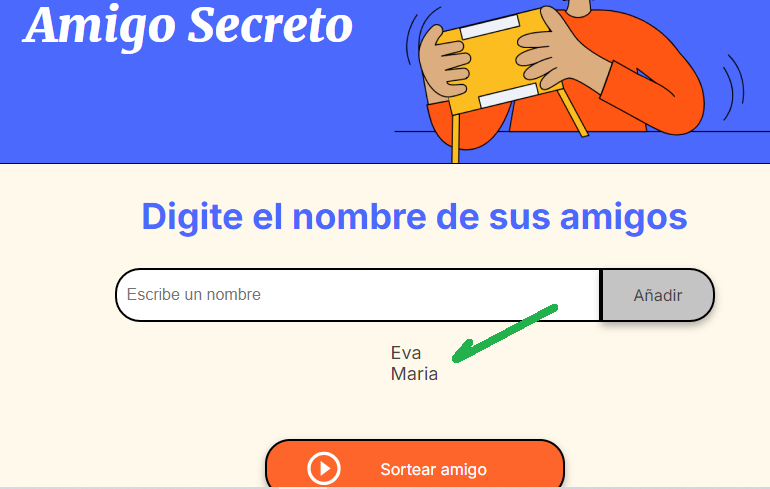 Amigo Secreto
Digite el nombre de sus amigos
Escribe un nombre
Añadir
Eva
Maria
Sortear amigo